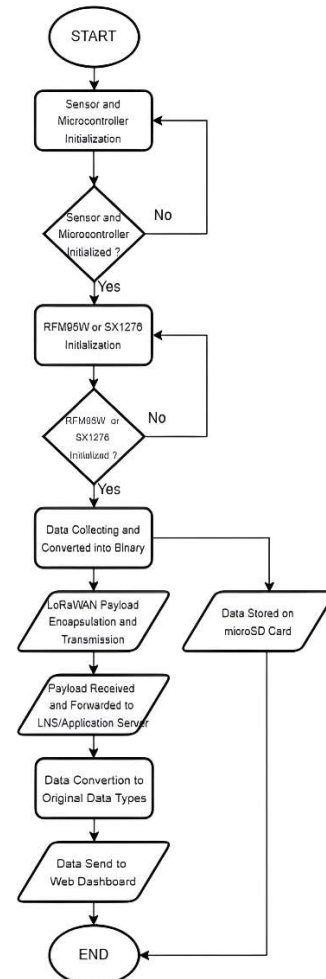 START
Sensor and
Microcontroller
Initialization
Sensor and
Microcontroller
Initialized ?
No
Yes
RFM95W or SX1276
Initialization
RFM95W or
SX1276
Initialized ?
No
Yes
Data Collecting and
Converted into Binary
LoRaWAN Payload
Encapsulation and
Transmission
Data Stored on
microSD Card
Payload Received
and Forwarded to
LNS/Application Server
Data Convertion to
Original Data Types
Data Send to
Web Dashboard
END